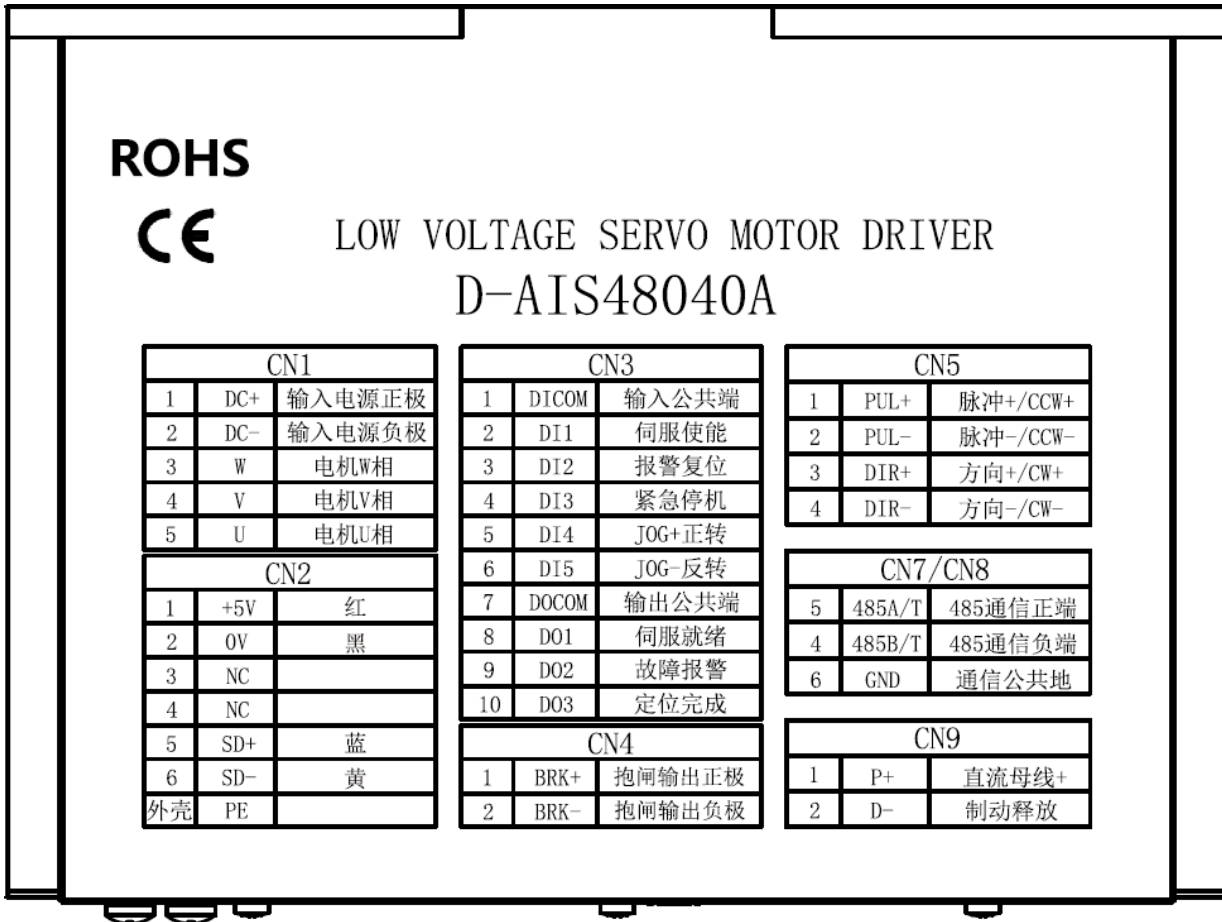 ROHS
CE
LOW VOLTAGE SERVO MOTOR DRIVER
D-AIS48040A
CN1
1 DC+ 输入电源正极
2 DC- 输入电源负极
3 W 电机W相
4 V 电机V相
5 U 电机U相
CN2
1 +5V 红
2 0V 黑
3 NC
4 NC
5 SD+ 蓝
6 SD- 黄
外壳 PE
CN3
1 DICOM 输入公共端
2 DI1 伺服使能
3 DI2 报警复位
4 DI3 紧急停机
5 DI4 JOG+正转
6 DI5 JOG-反转
7 DOCOM 输出公共端
8 DO1 伺服就绪
9 DO2 故障报警
10 DO3 定位完成
CN4
1 BRK+ 抱闸输出正极
2 BRK- 抱闸输出负极
CN5
1 PUL+ 脉冲+/CCW+
2 PUL- 脉冲-/CCW-
3 DIR+ 方向+/CW+
4 DIR- 方向-/CW-
CN7/CN8
5 485A/T 485通信正端
4 485B/T 485通信负端
6 GND 通信公共地
CN9
1 P+ 直流母线+
2 D- 制动释放